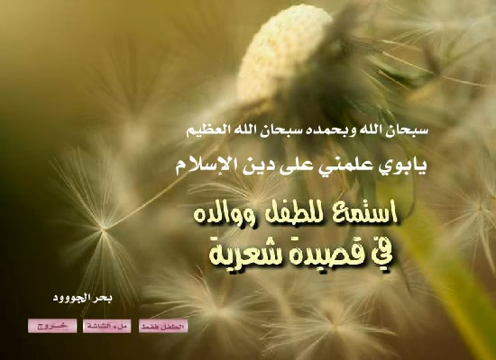 سبحان الله وبحمده سبحان الله العظيم
يابوي علمني على دين الإسلام
استمع للطفل ووالده
في قصيدة شعرية
بحر الجووود
الطفل فقط
ملء الشاشة
خروج